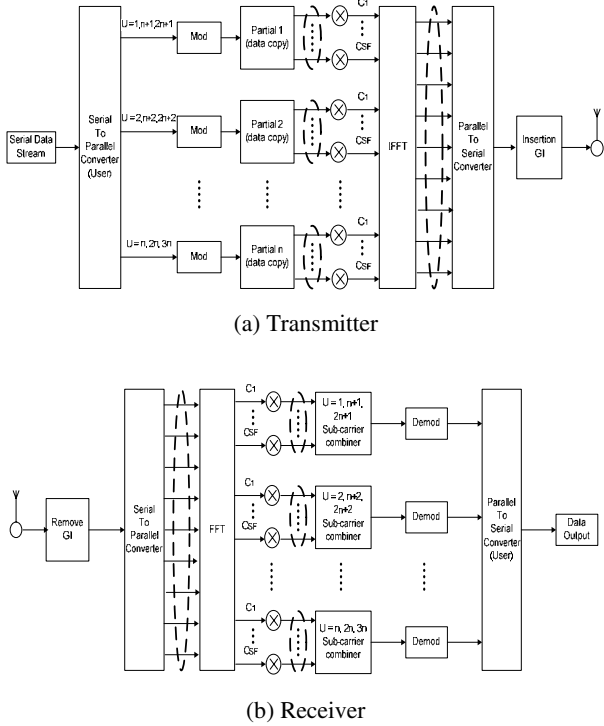 Serial Data
Stream
Serial
To
Parallel
Converter
(User)
U=1,n+1,2n+1
Mod
Partial 1
(data copy)
C1
CSF
U=2,n+2,2n+2
Mod
Partial 2
(data copy)
C1
CSF
U=n, 2n, 3n
Mod
Partial n
(data copy)
C1
CSF
IFFT
Parallel
To
Serial
Converter
Insertion
GI
(a) Transmitter
Remove
GI
Serial
To
Parallel
Converter
FFT
C1
CSF
U = 1, n+1,
2n+1
Sub-carrier
combiner
Demod
C1
CSF
U = 2, n+2,
2n+2
Sub-carrier
combiner
Demod
C1
CSF
U = n, 2n, 3n
Sub-carrier
combiner
Demod
Parallel
To
Serial
Converter
(User)
Data
Output
(b) Receiver